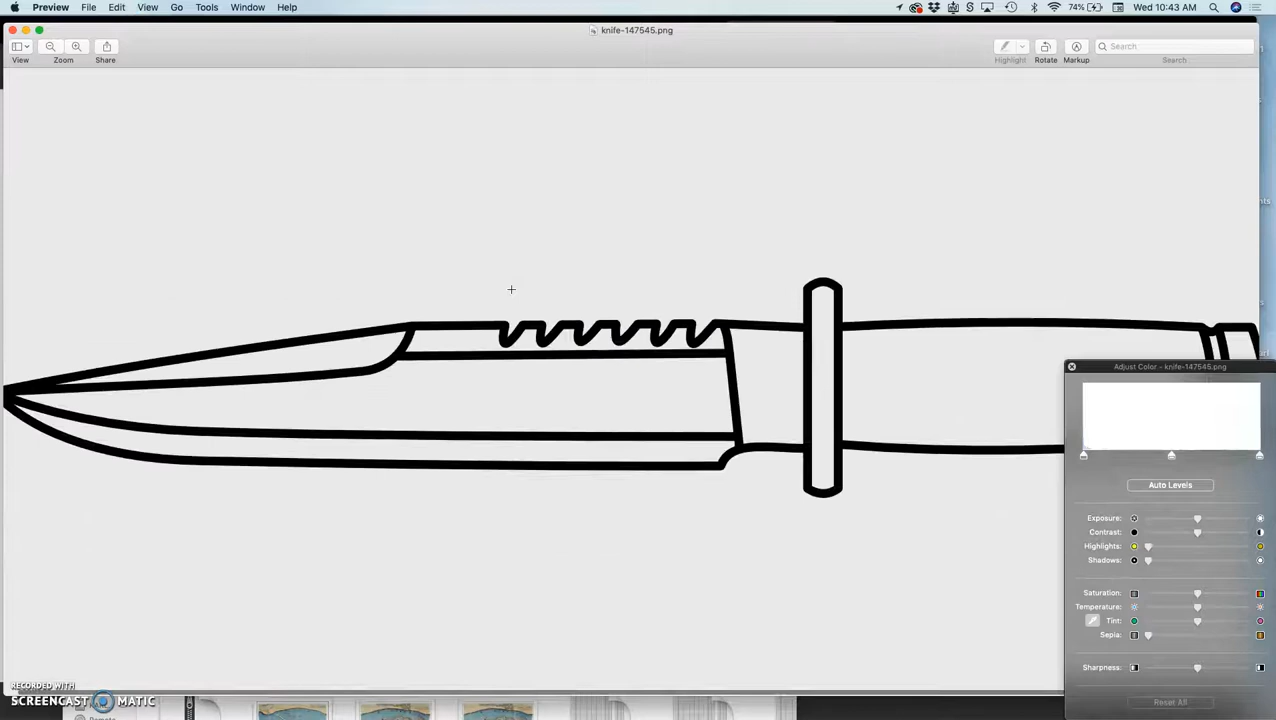 Preview File Edit View Go Tools Window Help
74% Wed 10:43 AM
knife-147545.png
Search
View Zoom Share Highlight Rotate Markup Search
Adjust Color - knife-147545.png
Auto Levels
Exposure:
Contrast:
Highlights:
Shadows:
Saturation:
Temperature:
Tint:
Sepia:
Sharpness:
Reset All
RECORDED WITH
SCREENCAST MATIC
Remote